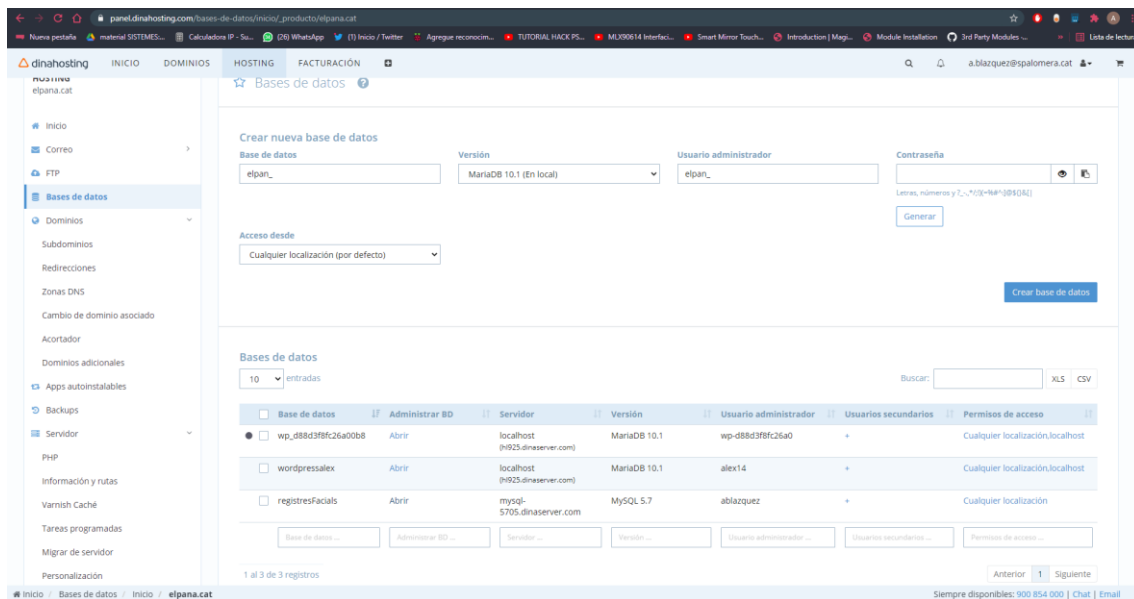 panel.dinahosting.com/bases-de-datos/inicio/_producto/elpana.cat
Nueva pestaña material SISTEMES:... Calculadora IP - Su... (26) WhatsApp (1) Inicio / Twitter Agregue reconocim... TUTORIAL HACK PS... MLX90614 Interfaci... Smart Mirror Touch... Introduction | Magi... Module Installation 3rd Party Modules -... » Lista de lectura
dinahosting INICIO DOMINIOS HOSTING FACTURACIÓN a.blazquez@spalomera.cat
HOSTING
elpana.cat
Bases de datos
Inicio
Correo
FTP
Bases de datos
Dominios
Subdominios
Redirecciones
Zonas DNS
Cambio de dominio asociado
Acortador
Dominios adicionales
Apps autoinstalables
Backups
Servidor
PHP
Información y rutas
Varnish Caché
Tareas programadas
Migrar de servidor
Personalización
Crear nueva base de datos
Base de datos Versión Usuario administrador Contraseña
elpan_ MariaDB 10.1 (En local) elpan_
Letras, números y
Generar
Acceso desde
Cualquier localización (por defecto)
Crear base de datos
Bases de datos
10 entradas Buscar: XLS CSV
Base de datos Administrar BD Servidor Versión Usuario administrador Usuarios secundarios Permisos de acceso
wp_d88d3f8fc26a00b8 Abrir localhost MariaDB 10.1 wp-d88d3f8fc26a0 + Cualquier localización,localhost
(hl925.dinaserver.com)
wordpressalex Abrir localhost MariaDB 10.1 alex14 + Cualquier localización,localhost
(hl925.dinaserver.com)
registresFacials Abrir mysql- MySQL 5.7 ablazquez + Cualquier localización
5705.dinaserver.com
Base de datos ... Administrar BD ... Servidor ... Versión ... Usuario administrador ... Usuarios secundarios ... Permisos de acceso ...
1 al 3 de 3 registros Anterior 1 Siguiente
Inicio / Bases de datos / Inicio / elpana.cat Siempre disponibles: 900 854 000 | Chat | Email